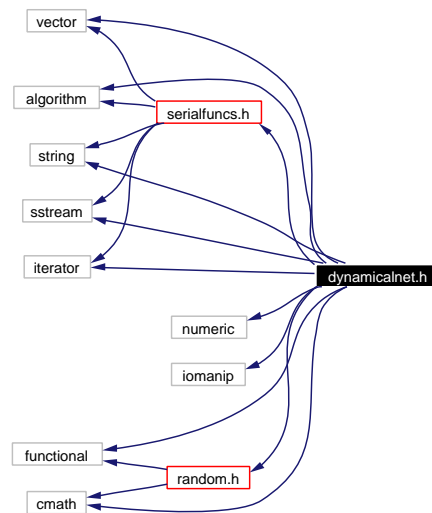 vector
algorithm
serialfuncs.h
string
sstream
iterator
dynamicalnet.h
numeric
iomanip
functional
random.h
cmath